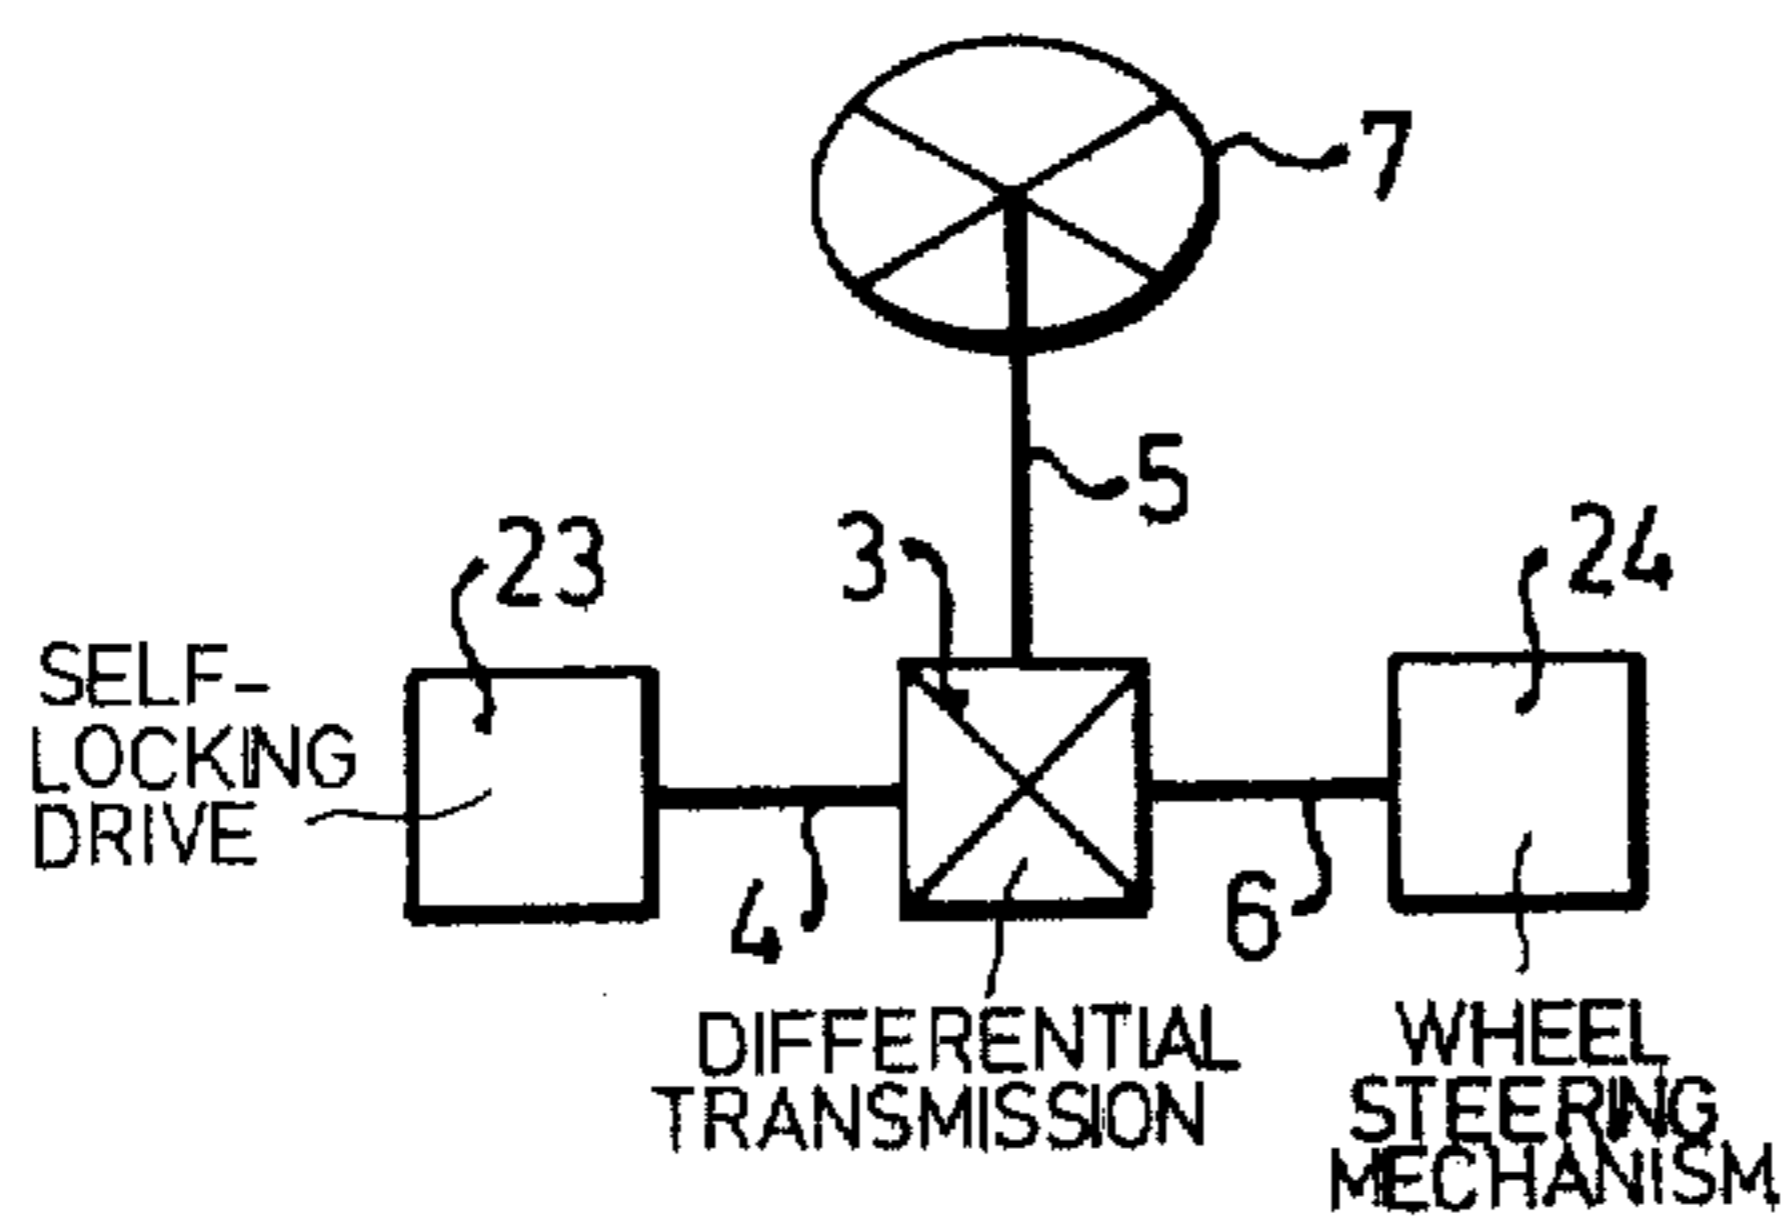 7
5
23
3
24
SELF-
LOCKING
DRIVE
4
6
DIFFERENTIAL
TRANSMISSION
WHEEL
STEERING
MECHANISM